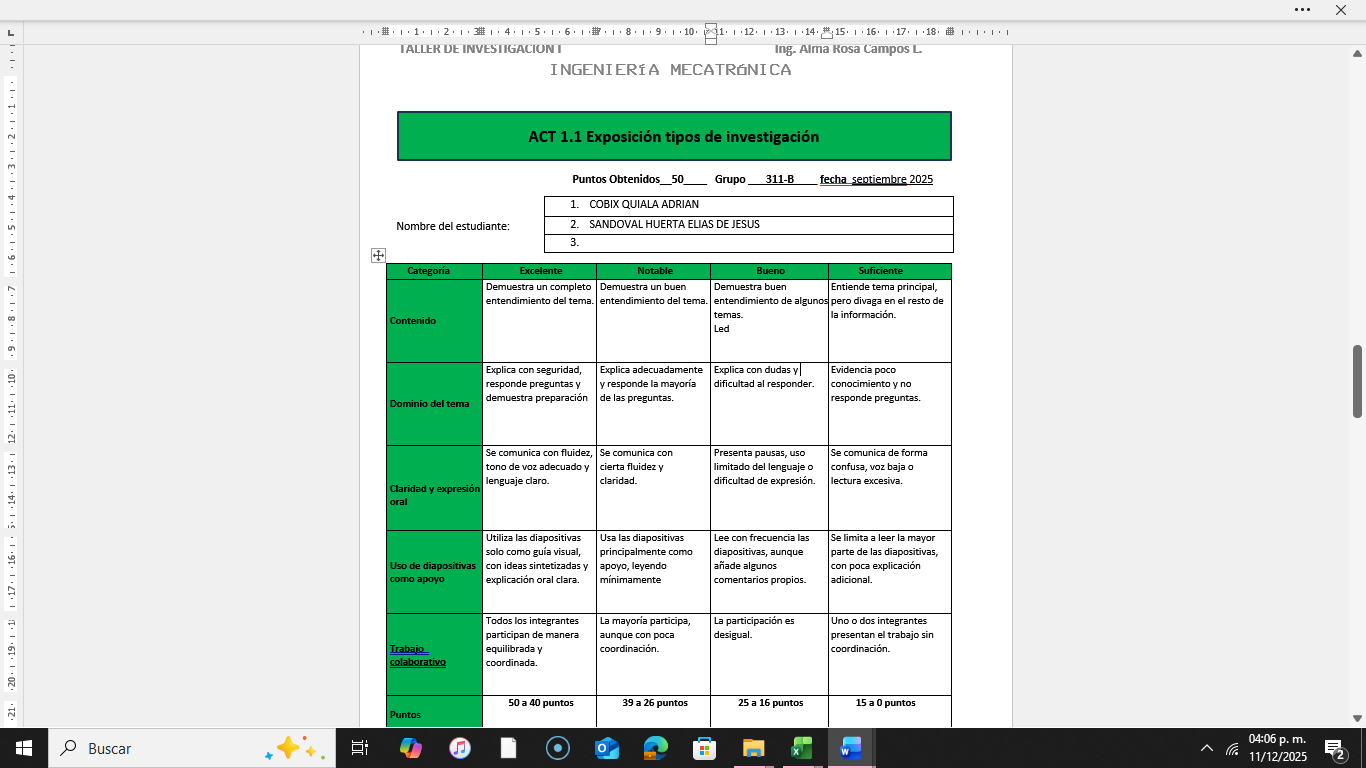 TALLER DE INVESTIGACION I Ing. Alma Rosa Campos L.
INGENIERÍA MECATRÓNICA
ACT 1.1 Exposición tipos de investigación
Puntos Obtenidos__50____ Grupo ___311-B____ fecha_septiembre 2025
1. COBIX QUIALA ADRIAN
Nombre del estudiante:
2. SANDOVAL HUERTA ELIAS DE JESUS
3.
Categoría Excelente Notable Bueno Suficiente
Contenido
Demuestra un completo
entendimiento del tema.
Demuestra un buen
entendimiento del tema.
Demuestra buen
entendimiento de algunos
temas.
Led
Entiende tema principal,
pero divaga en el resto de
la información.
Dominio del tema
Explica con seguridad,
responde preguntas y
demuestra preparación
Explica adecuadamente
y responde la mayoría
de las preguntas.
Explica con dudas y
dificultad al responder.
Evidencia poco
conocimiento y no
responde preguntas.
Claridad y expresión
oral
Se comunica con fluidez,
tono de voz adecuado y
lenguaje claro.
Se comunica con
cierta fluidez y
claridad.
Presenta pausas, uso
limitado del lenguaje o
dificultad de expresión.
Se comunica de forma
confusa, voz baja o
lectura excesiva.
Uso de diapositivas
como apoyo
Utiliza las diapositivas
solo como guía visual,
con ideas sintetizadas y
explicación oral clara.
Usa las diapositivas
principalmente como
apoyo, leyendo
mínimamente
Lee con frecuencia las
diapositivas, aunque
añade algunos
comentarios propios.
Se limita a leer la mayor
parte de las diapositivas,
con poca explicación
adicional.
Trabajo
colaborativo
Todos los integrantes
participan de manera
equilibrada y
coordinada.
La mayoría participa,
aunque con poca
coordinación.
La participación es
desigual.
Uno o dos integrantes
presentan el trabajo sin
coordinación.
Puntos
50 a 40 puntos 39 a 26 puntos 25 a 16 puntos 15 a 0 puntos
Buscar
04:06 p. m.
11/12/2025
2